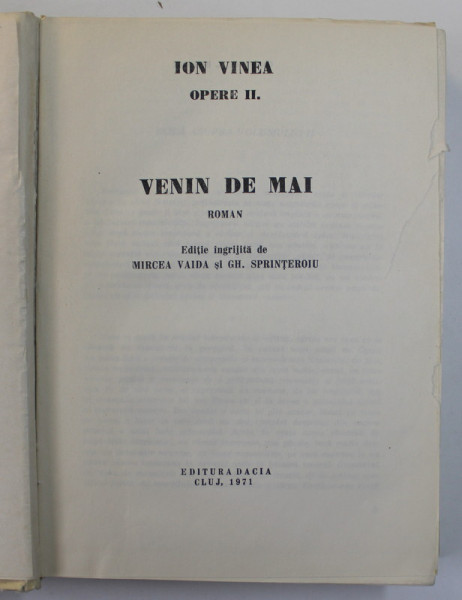 ION VINEA
OPERE II.
VENIN DE MAI
ROMAN
Ediție îngrijită de
MIRCEA VAIDA și GH. SPRINȚEROIU
EDITURA DACIA
CLUJ, 1971